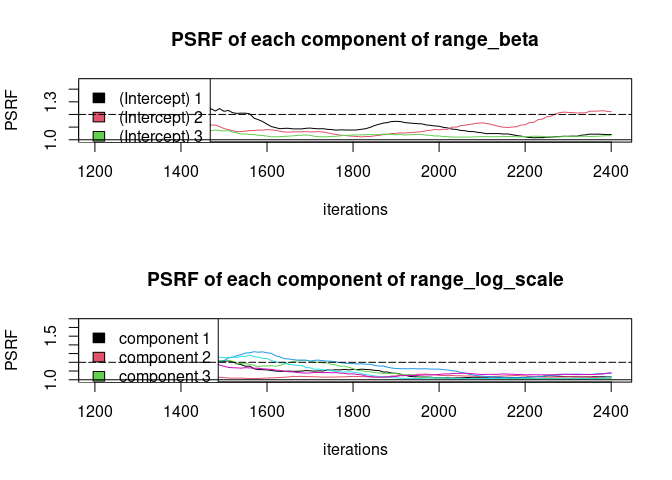 PSRF of each component of range_beta
PSRF
1.3
1.0
(Intercept) 1
(Intercept) 2
(Intercept) 3
1200 1400 1600 1800 2000 2200 2400
iterations
PSRF of each component of range_log_scale
PSRF
1.5
1.0
component 1
component 2
component 3
1200 1400 1600 1800 2000 2200 2400
iterations